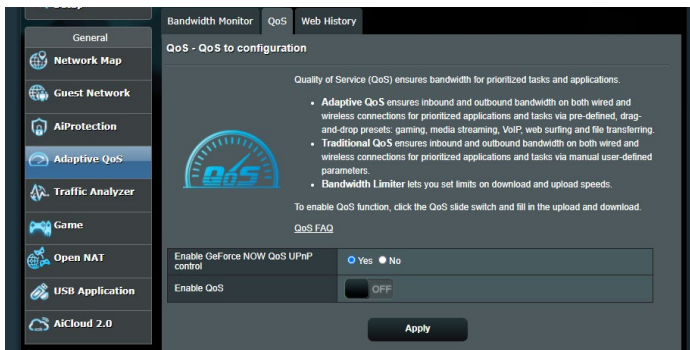 Bandwidth Monitor QoS Web History
General
QoS - QoS to configuration
Network Map
Quality of Service (QoS) ensures bandwidth for prioritized tasks and applications.
Guest Network
• Adaptive QoS ensures inbound and outbound bandwidth on both wired and
wireless connections for prioritized applications and tasks via pre-defined, drag-
and-drop presets: gaming, media streaming, VoIP, web surfing and file transferring.
AiProtection
• Traditional QoS ensures inbound and outbound bandwidth on both wired and
wireless connections for prioritized applications and tasks via manual user-defined
parameters.
Adaptive QoS
QoS
• Bandwidth Limiter lets you set limits on download and upload speeds.
Traffic Analyzer
To enable QoS function, click the QoS slide switch and fill in the upload and download.
Game
QoS FAQ
Open NAT
Enable GeForce NOW QoS UPnP
control
Yes No
USB Application
Enable QoS
OFF
AiCloud 2.0
Apply